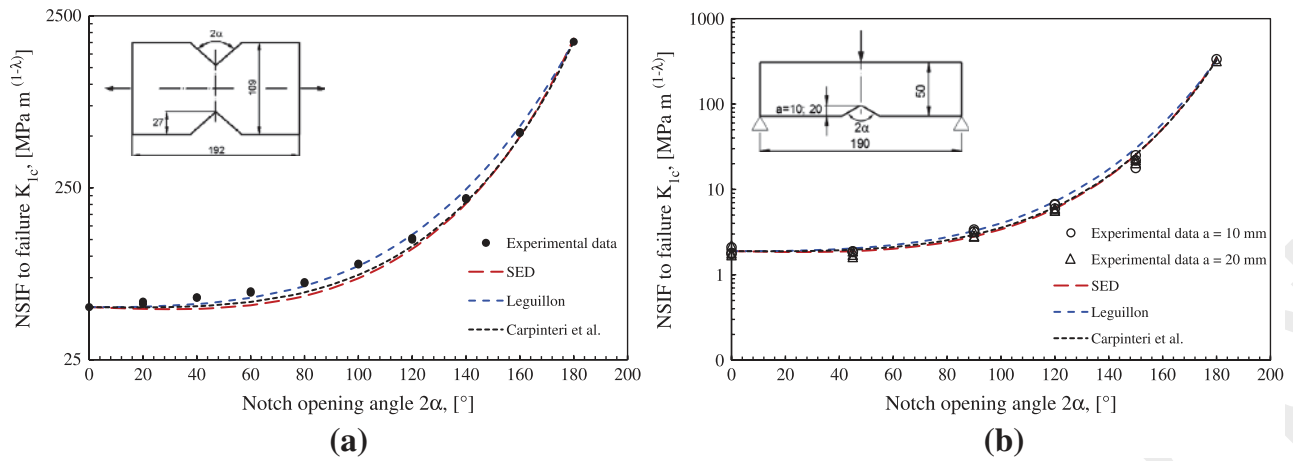 2500
250
25
NSIF to failure K1c, [MPa m (1-λ)]
2α
109
27
192
Experimental data
SED
Leguillon
Carpinteri et al.
0 20 40 60 80 100 120 140 160 180 200
Notch opening angle 2α, [°]
(a)
1000
100
10
1
0
NSIF to failure K1c, [MPa m (1-λ)]
50
a=10; 20
2α
190
Experimental data a = 10 mm
Experimental data a = 20 mm
SED
Leguillon
Carpinteri et al.
0 20 40 60 80 100 120 140 160 180 200
Notch opening angle 2α, [°]
(b)